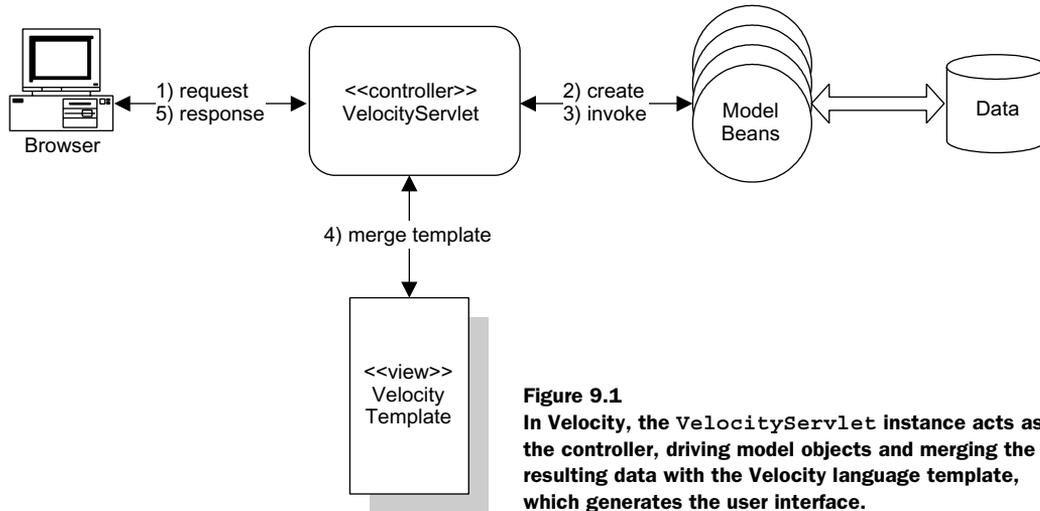 Browser
1) request
5) response
<<controller>>
VelocityServlet
2) create
3) invoke
Model
Beans
Data
4) merge template
<<view>>
Velocity
Template
Figure 9.1
In Velocity, the VelocityServlet instance acts as
the controller, driving model objects and merging the
resulting data with the Velocity language template,
which generates the user interface.